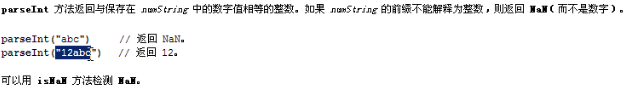 parseInt 方法返回与保存在 numString 中的数字值相等的整数。如果 numString 的前缀不能解释为整数，则返回 NaN（而不是数字）。
parseInt("abc") // 返回 NaN。
parseInt("12abc") // 返回 12。
可以用 isNaN 方法检测 NaN。